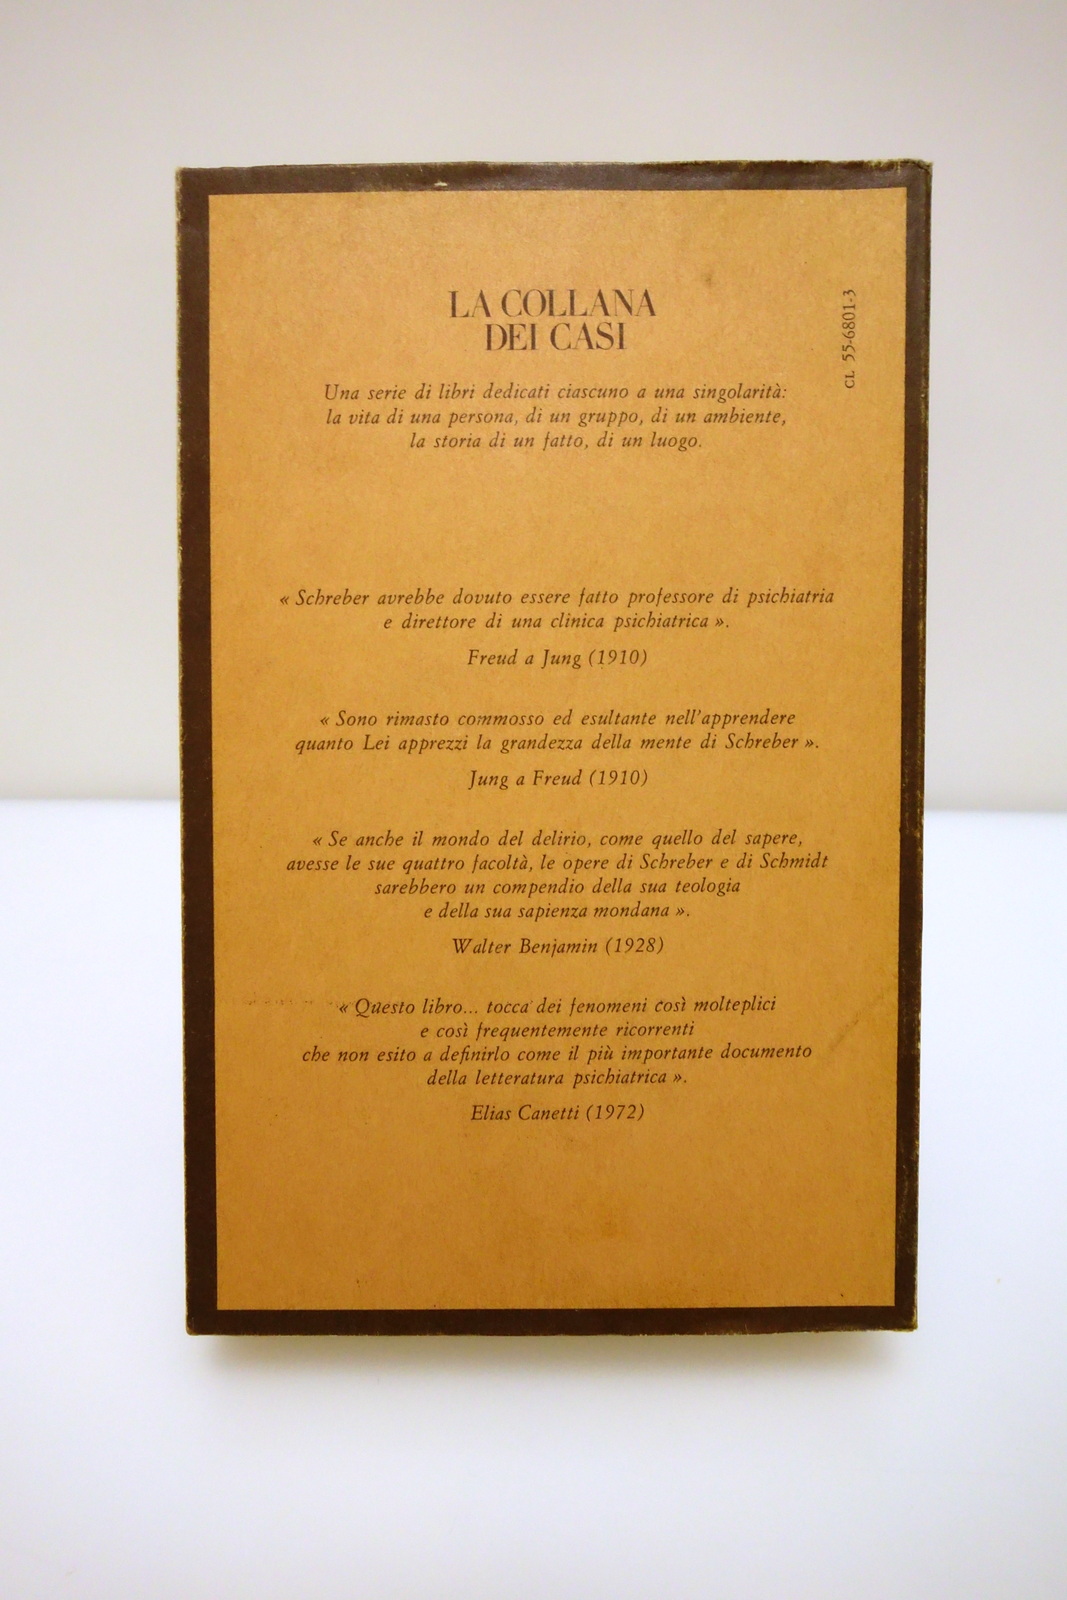 LA COLLANA
DEI CASI
CL 55-6801-3
Una serie di libri dedicati ciascuno a una singolarità:
la vita di una persona, di un gruppo, di un ambiente,
la storia di un fatto, di un luogo.
« Schreber avrebbe dovuto essere fatto professore di psichiatria
e direttore di una clinica psichiatrica ».
Freud a Jung (1910)
« Sono rimasto commosso ed esultante nell'apprendere
quanto Lei apprezzi la grandezza della mente di Schreber ».
Jung a Freud (1910)
« Se anche il mondo del delirio, come quello del sapere,
avesse le sue quattro facoltà, le opere di Schreber e di Schmidt
sarebbero un compendio della sua teologia
e della sua sapienza mondana ».
Walter Benjamin (1928)
« Questo libro... tocca dei fenomeni così molteplici
e così frequentemente ricorrenti
che non esito a definirlo come il più importante documento
della letteratura psichiatrica ».
Elias Canetti (1972)